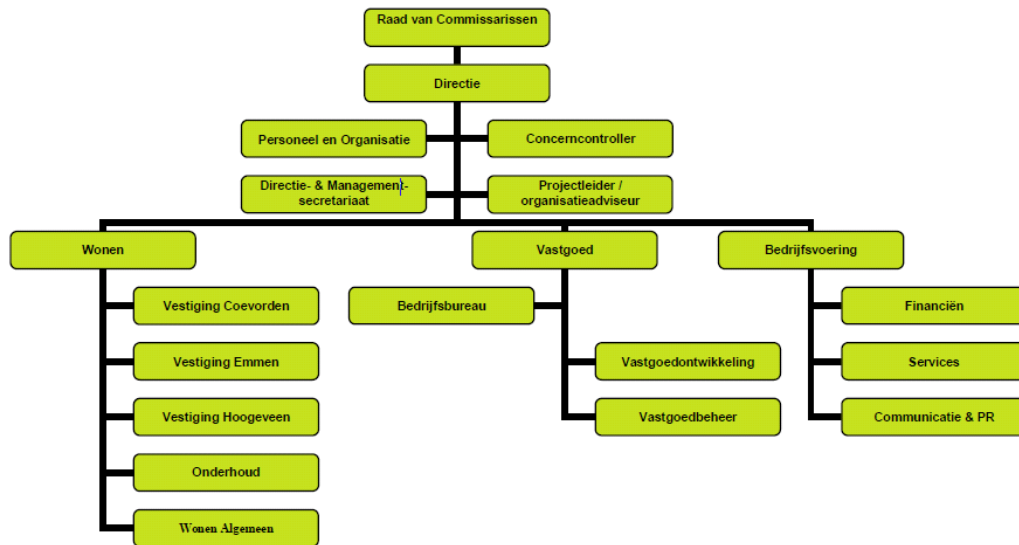 Raad van Commissarissen
Directie
Personeel en Organisatie
Concerncontroller
Directie- & Management-
secretariaat
Projectleider /
organisatieadviseur
Wonen
Vastgoed
Bedrijfsvoering
Vestiging Coevorden
Bedrijfsbureau
Financiën
Vestiging Emmen
Vastgoedontwikkeling
Services
Vestiging Hoogeveen
Vastgoedbeheer
Communicatie & PR
Onderhoud
Wonen Algemeen